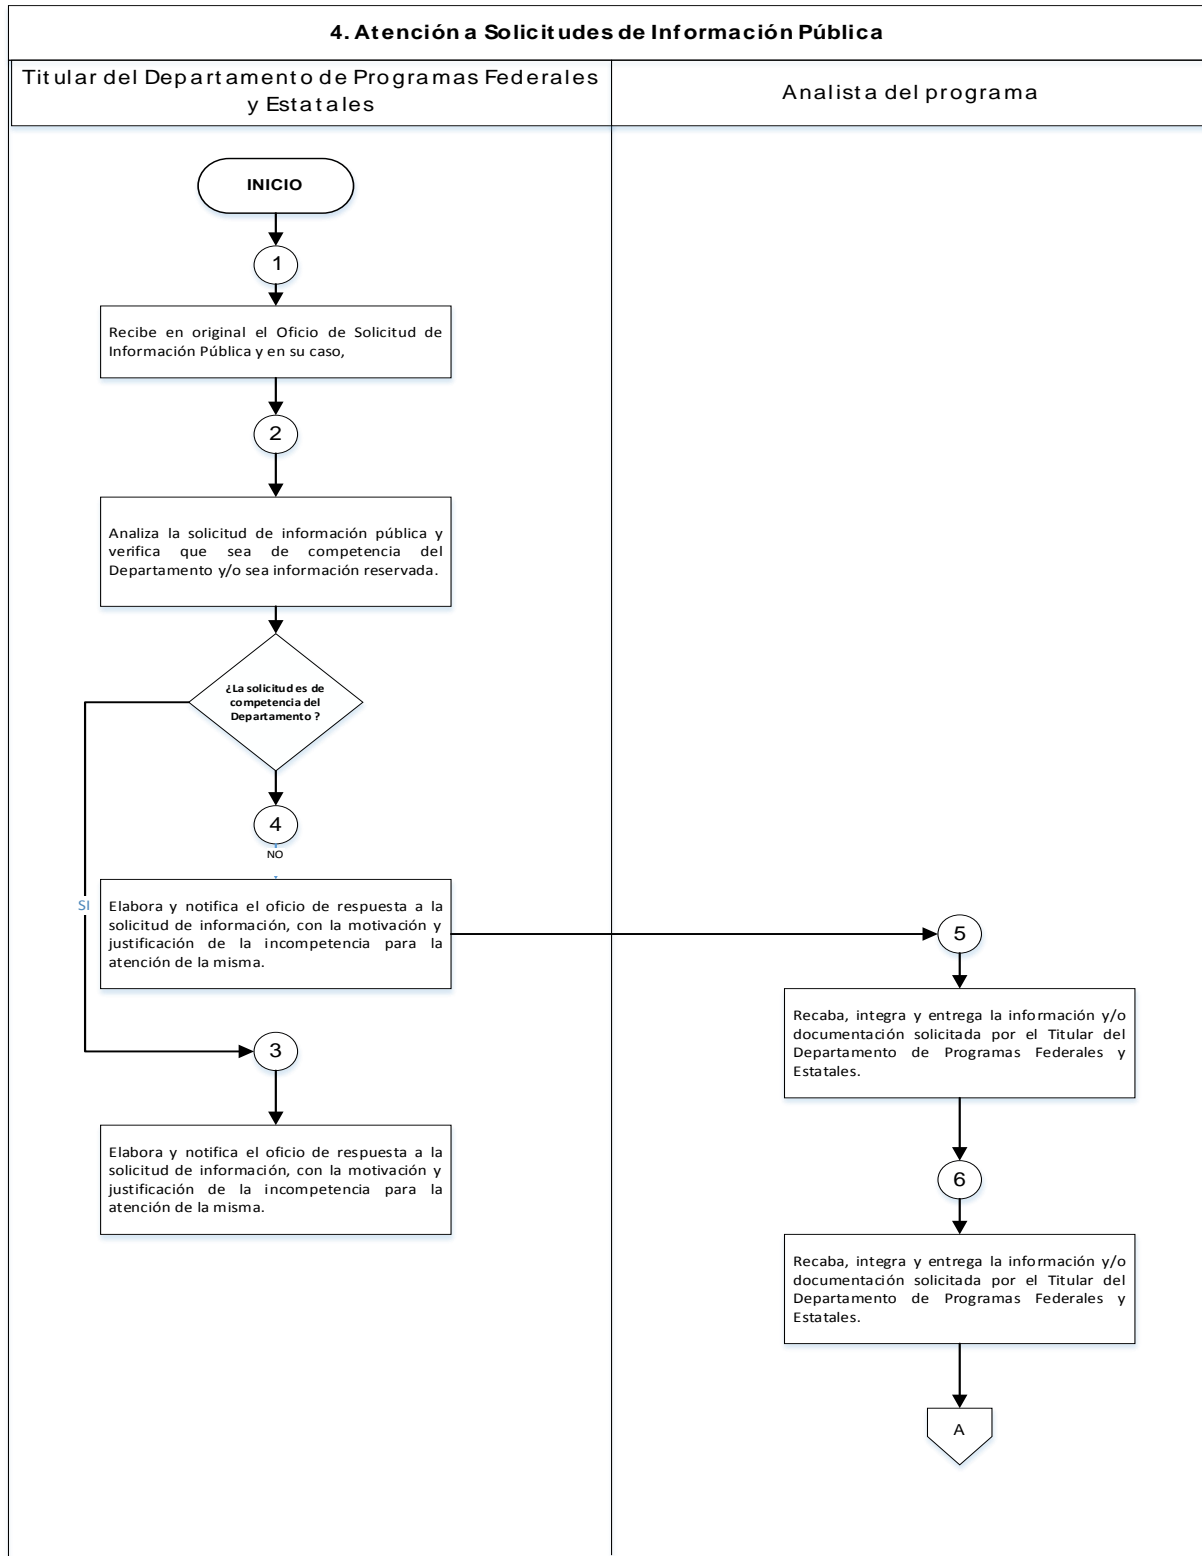 4. Atención a Solicitudes de Información Pública
Titular del Departamento de Programas Federales
y Estatales
Analista del programa
INICIO
1
Recibe en original el Oficio de Solicitud de
Información Pública y en su caso,
2
Analiza la solicitud de información pública y
verifica que sea de competencia del
Departamento y/o sea información reservada.
¿La solicitud es de
competencia del
Departamento ?
4
NO
SI
Elabora y notifica el oficio de respuesta a la
solicitud de información, con la motivación y
justificación de la incompetencia para la
atención de la misma.
3
Elabora y notifica el oficio de respuesta a la
solicitud de información, con la motivación y
justificación de la incompetencia para la
atención de la misma.
5
Recaba, integra y entrega la información y/o
documentación solicitada por el Titular del
Departamento de Programas Federales y
Estatales.
6
Recaba, integra y entrega la información y/o
documentación solicitada por el Titular del
Departamento de Programas Federales y
Estatales.
A